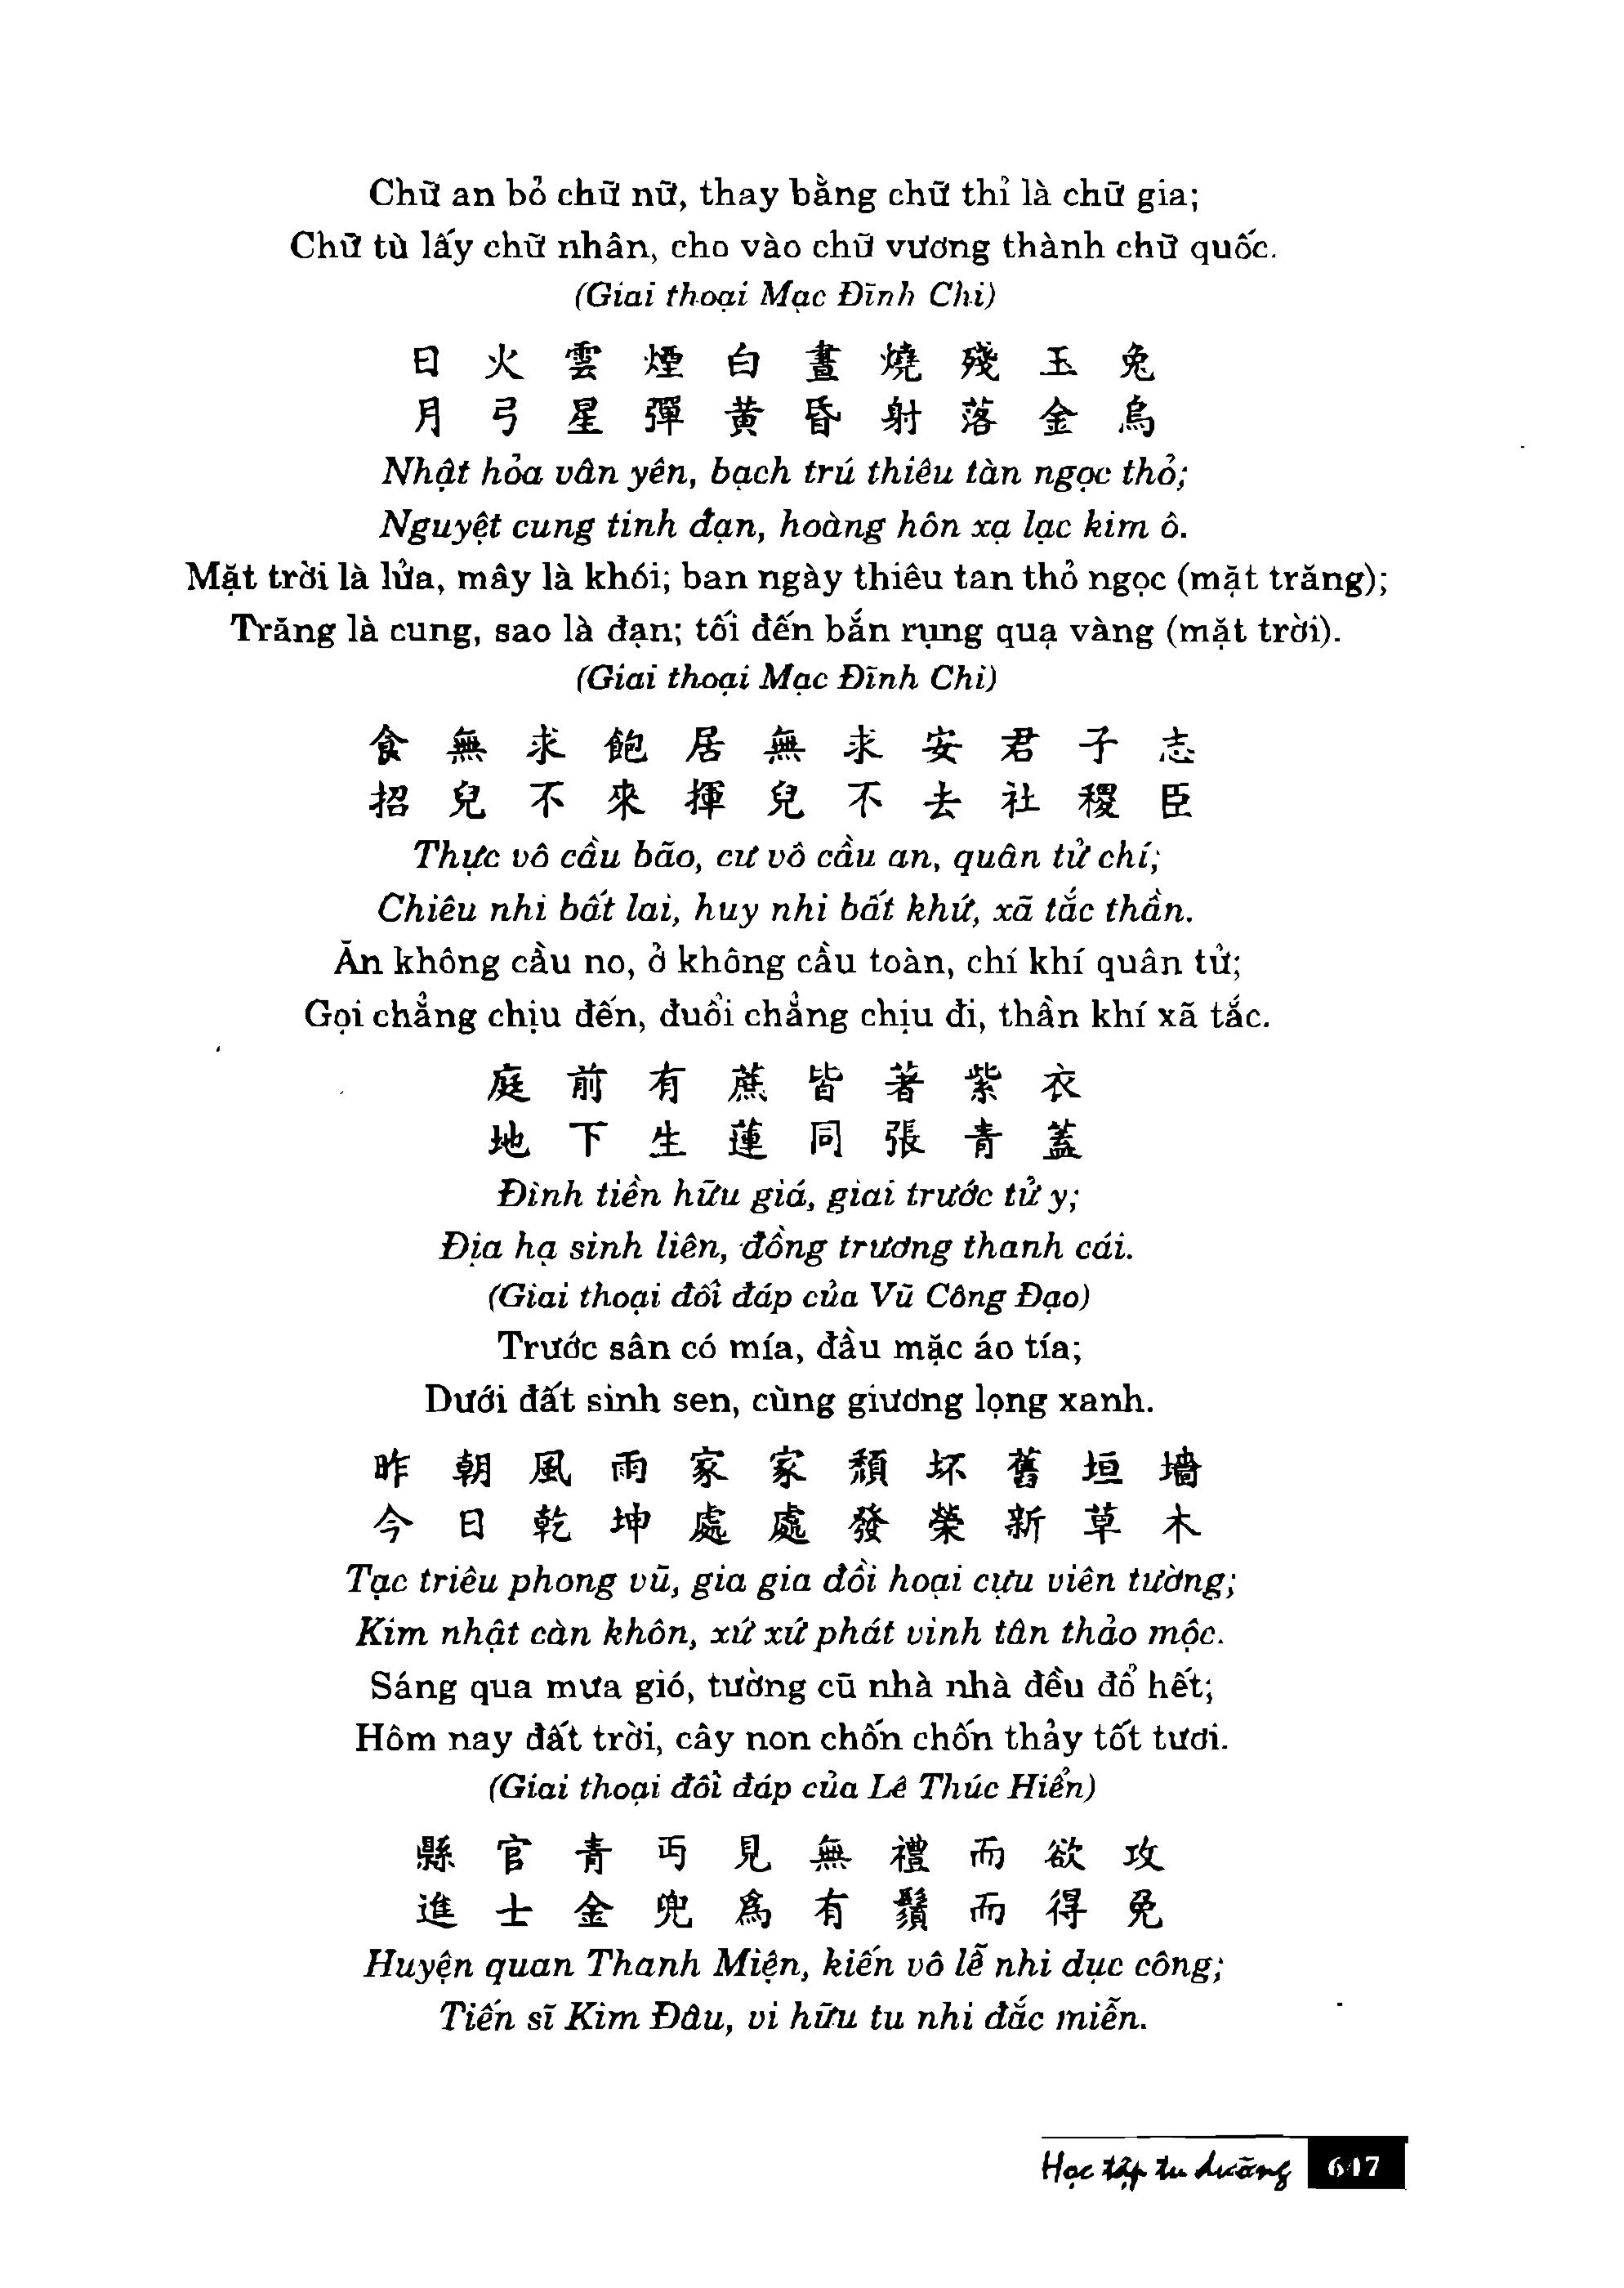 Chữ an bỏ chữ nữ, thay bằng chữ thỉ là chữ gia;
Chữ tù lấy chữ nhân, cho vào chữ vương thành chữ quốc.
(Giai thoại Mạc Đĩnh Chi)
日火雲煙白晝燒殘玉兔
月弓星彈黄昏射落金烏
Nhật hỏa vân yên, bạch trú thiêu tàn ngọc thỏ;
Nguyệt cung tinh đạn, hoàng hôn xạ lạc kim ô.
Mặt trời là lửa, mây là khói; ban ngày thiêu tan thỏ ngọc (mặt trăng);
Trăng là cung, sao là đạn; tối đến bắn rụng quạ vàng (mặt trời).
(Giai thoại Mạc Đĩnh Chi)
食無求飽居無求安君子志
招兒不來揮兒不去社稷臣
Thực vô cầu bão, cư vô cầu an, quân tử chí;
Chiêu nhi bất lai, huy nhi bất khứ, xã tắc thần.
Ăn không cầu no, ở không cầu toàn, chí khí quân tử;
Gọi chẳng chịu đến, đuổi chẳng chịu đi, thần khí xã tắc.
庭前有蔗皆著紫衣
地下生蓮同張青蓋
Đình tiền hữu giá, giai trước tử y;
Địa hạ sinh liên, đồng trương thanh cái.
(Giai thoại đối đáp của Vũ Công Đạo)
Trước sân có mía, đầu mặc áo tía;
Dưới đất sinh sen, cùng giương lọng xanh.
昨朝風雨家家頹坏舊垣墻
今日乾坤處處發榮新草木
Tạc triêu phong vũ, gia gia đồi hoại cựu viên tường;
Kim nhật càn khôn, xứ xứ phát vinh tân thảo mộc.
Sáng qua mưa gió, tường cũ nhà nhà đều đổ hết;
Hôm nay đất trời, cây non chốn chốn thảy tốt tươi.
(Giai thoại đối đáp của Lê Thúc Hiển)
縣官青丏見無禮而欲攻
進士金兜為有鬚而得免
Huyện quan Thanh Miện, kiến vô lễ nhi dục công;
Tiến sĩ Kim Đâu, vi hữu tu nhi đắc miễn.
Học tập tu dưỡng